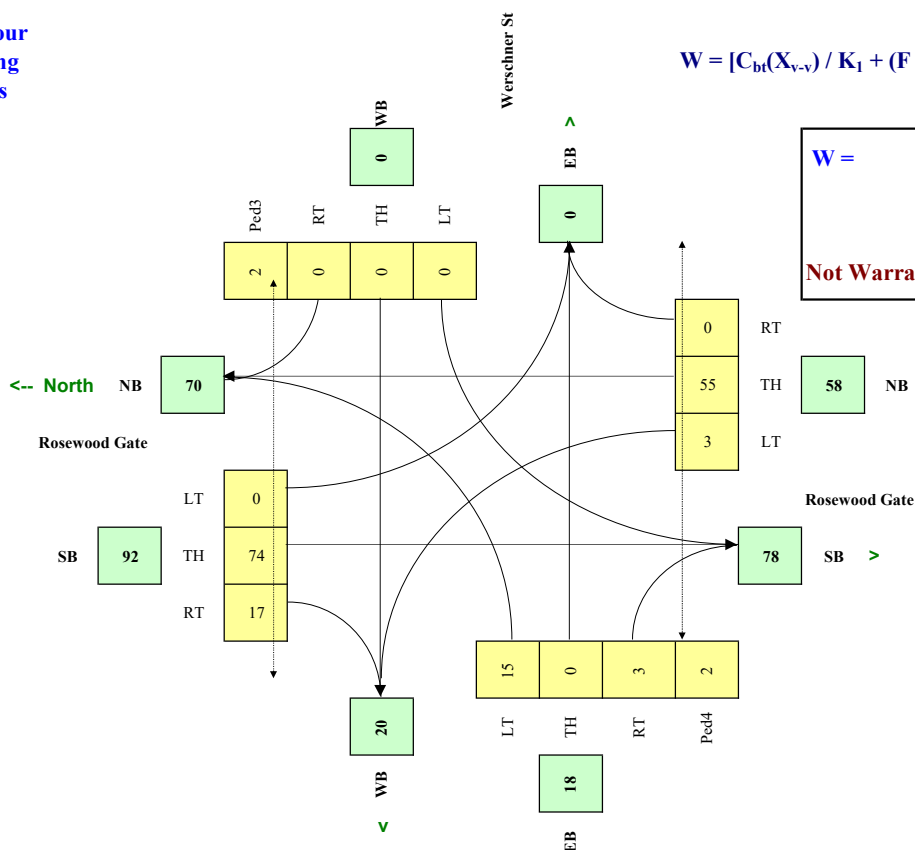 our
ng
s
Werschner St
W = [Cbt(Xv-v) / K1 + (F
WB
0
^
EB
0
W =
Not Warra
Ped3
RT
TH
LT
2
0
0
0
0
RT
55
TH
58
NB
3
LT
<-- North
NB
70
Rosewood Gate
Rosewood Gate
LT
0
SB
92
TH
74
RT
17
78
SB
>
15
0
3
2
LT
TH
RT
Ped4
20
WB
v
18
EB